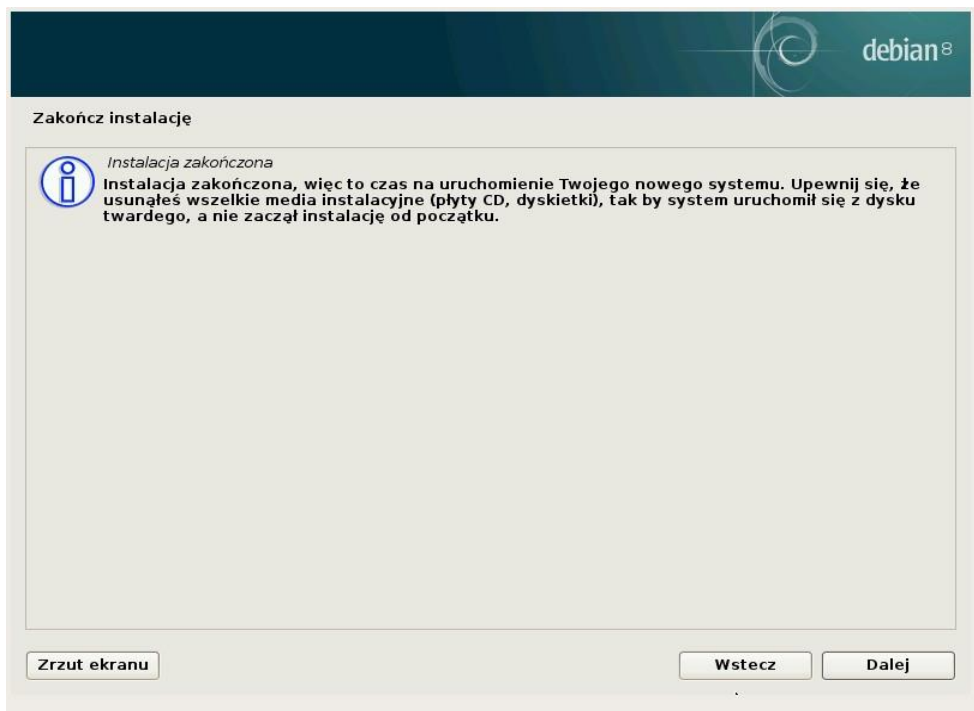 debian 8
Zakończ instalację
Instalacja zakończona
Instalacja zakończona, więc to czas na uruchomienie Twojego nowego systemu. Upewnij się, że
usunąłeś wszelkie media instalacyjne (płyty CD, dyskietki), tak by system uruchomił się z dysku
twardego, a nie zaczął instalację od początku.
Zrzut ekranu
Wstecz
Dalej